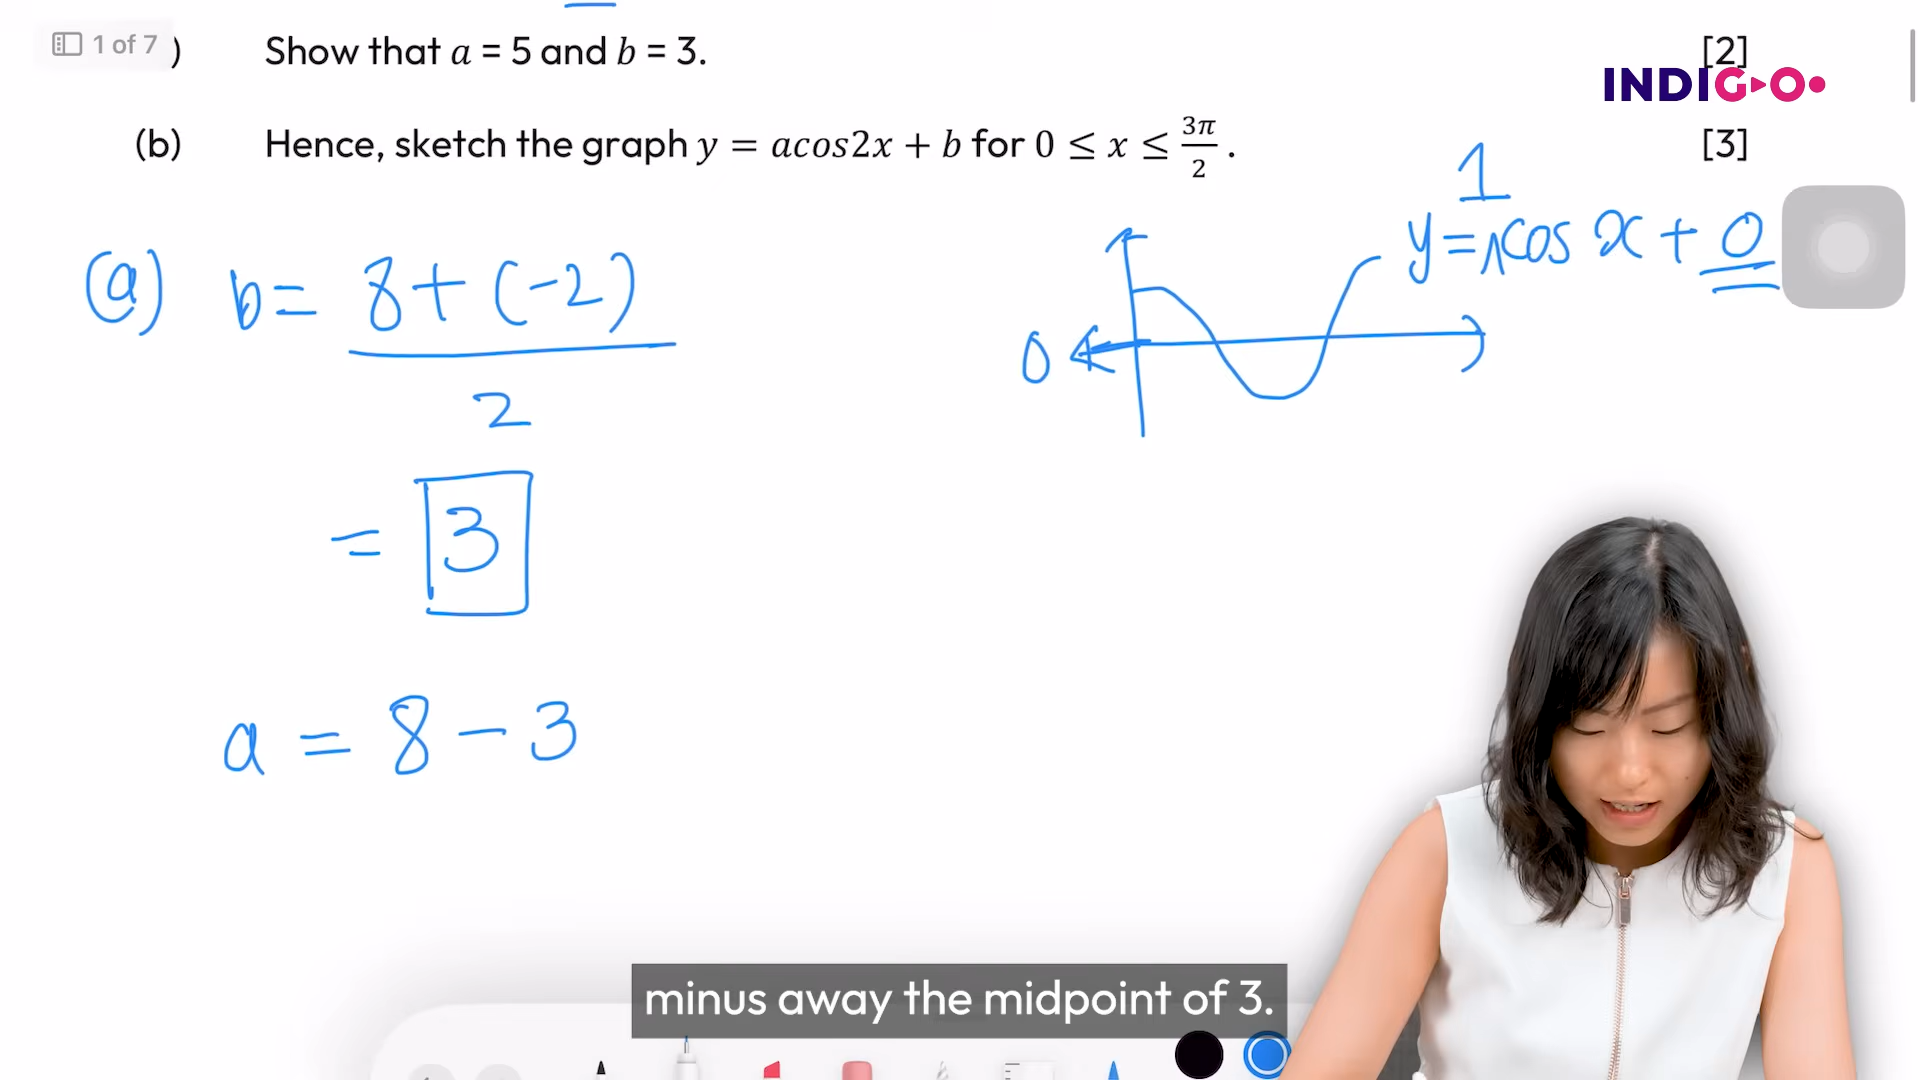 1 of 7 )
Show that a = 5 and b = 3. [2]
INDIGO
(b) Hence, sketch the graph y = acos2x + b for 0 ≤ x ≤ 3π/2 . [3]
1
y = 1cos x + 0
(a) b = 8 + (-2)
2
0
= 3
a = 8 - 3
minus away the midpoint of 3.